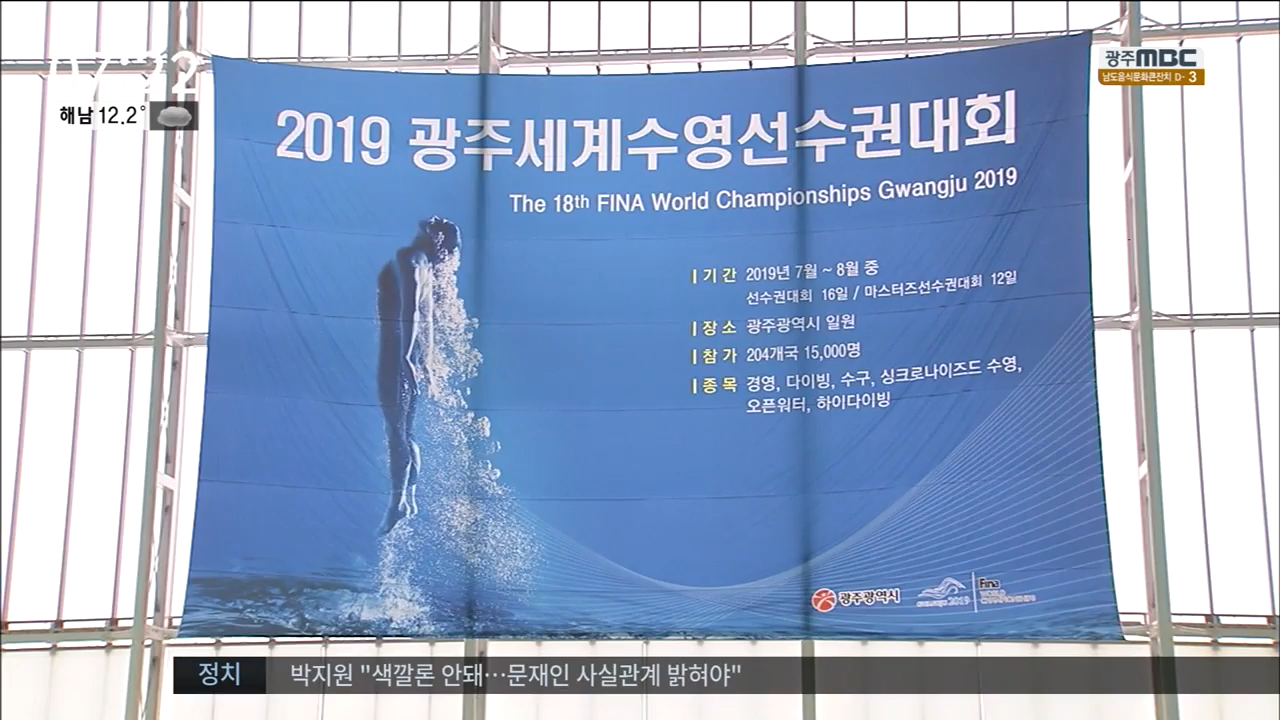 07:22
해남 12.2°
광주MBC
남도음식문화큰잔치 D-3
2019 광주세계수영선수권대회
The 18th FINA World Championships Gwangju 2019
기간 2019년 7월 ~ 8월 중
선수권대회 16일 / 마스터즈선수권대회 12일
장소 광주광역시 일원
참가 204개국 15,000명
종목 경영, 다이빙, 수구, 싱크로나이즈드 수영,
오픈워터, 하이다이빙
광주광역시
2019
Fina
정치 박지원 "색깔론 안돼…문재인 사실관계 밝혀야"